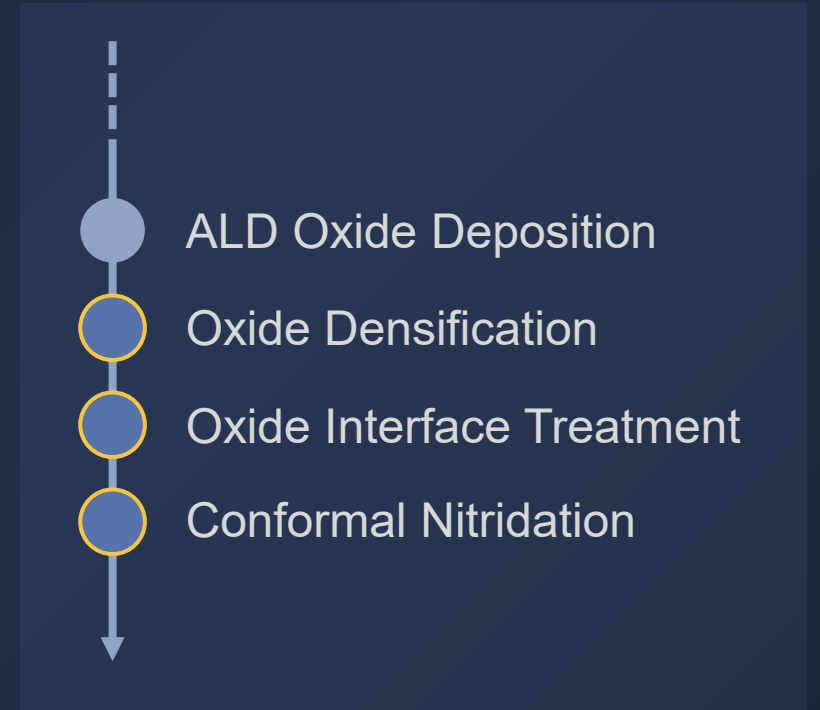 ALD Oxide Deposition
Oxide Densification
Oxide Interface Treatment
Conformal Nitridation